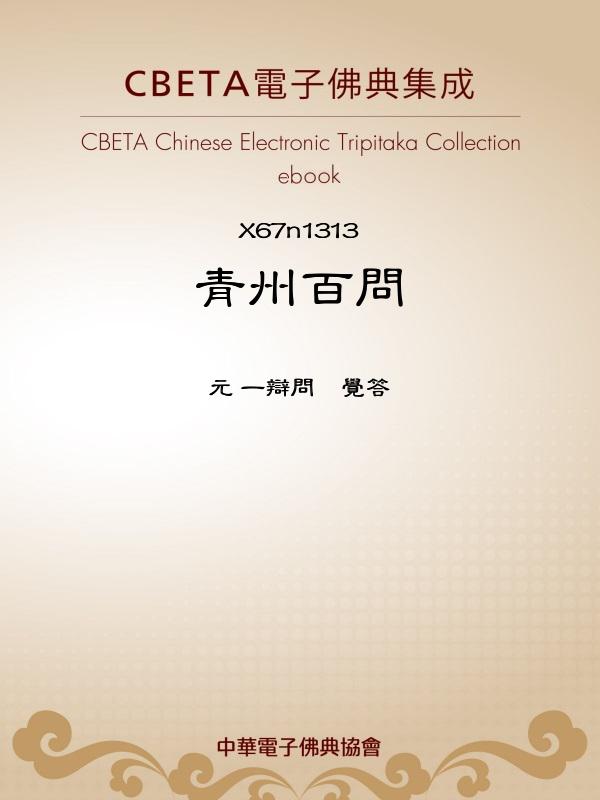 CBETA電子佛典集成
CBETA Chinese Electronic Tripitaka Collection
ebook
X67n1313
青州百問
元 一辯問　覺答
中華電子佛典協會